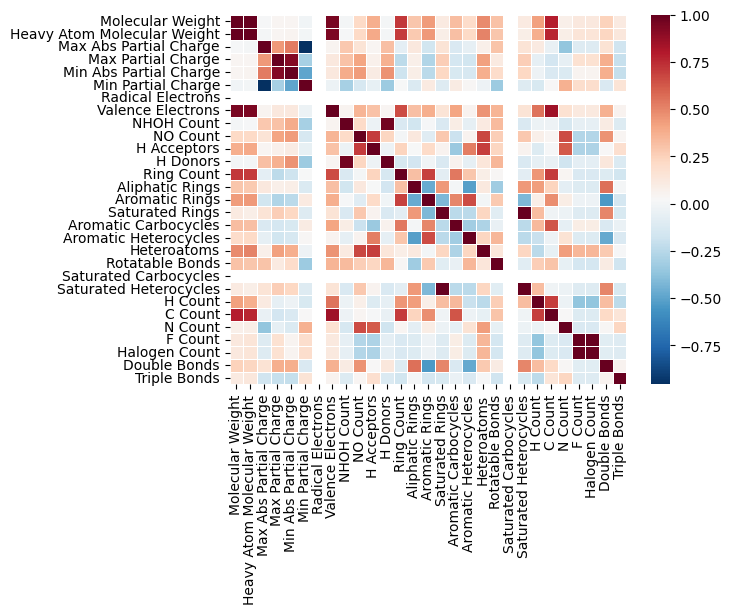 Molecular Weight
Heavy Atom Molecular Weight
Max Abs Partial Charge
Max Partial Charge
Min Abs Partial Charge
Min Partial Charge
Radical Electrons
Valence Electrons
NHOH Count
NO Count
H Acceptors
H Donors
Ring Count
Aliphatic Rings
Aromatic Rings
Saturated Rings
Aromatic Carbocycles
Aromatic Heterocycles
Heteroatoms
Rotatable Bonds
Saturated Carbocycles
Saturated Heterocycles
H Count
C Count
N Count
F Count
Halogen Count
Double Bonds
Triple Bonds
Molecular Weight
Heavy Atom Molecular Weight
Max Abs Partial Charge
Max Partial Charge
Min Abs Partial Charge
Min Partial Charge
Radical Electrons
Valence Electrons
NHOH Count
NO Count
H Acceptors
H Donors
Ring Count
Aliphatic Rings
Aromatic Rings
Saturated Rings
Aromatic Carbocycles
Aromatic Heterocycles
Heteroatoms
Rotatable Bonds
Saturated Carbocycles
Saturated Heterocycles
H Count
C Count
N Count
F Count
Halogen Count
Double Bonds
Triple Bonds
1.00
0.75
0.50
0.25
0.00
−0.25
−0.50
−0.75